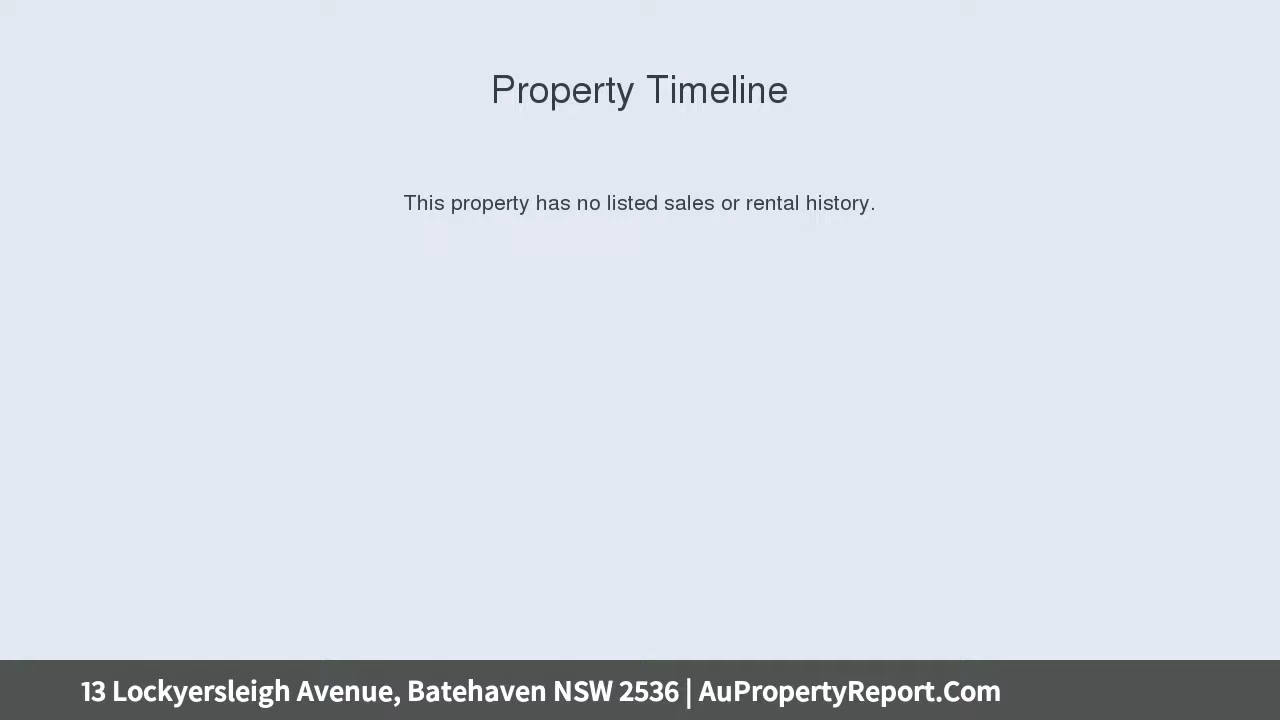 Property Timeline
This property has no listed sales or rental history.
13 Lockyersleigh Avenue, Batehaven NSW 2536 | AuPropertyReport.Com